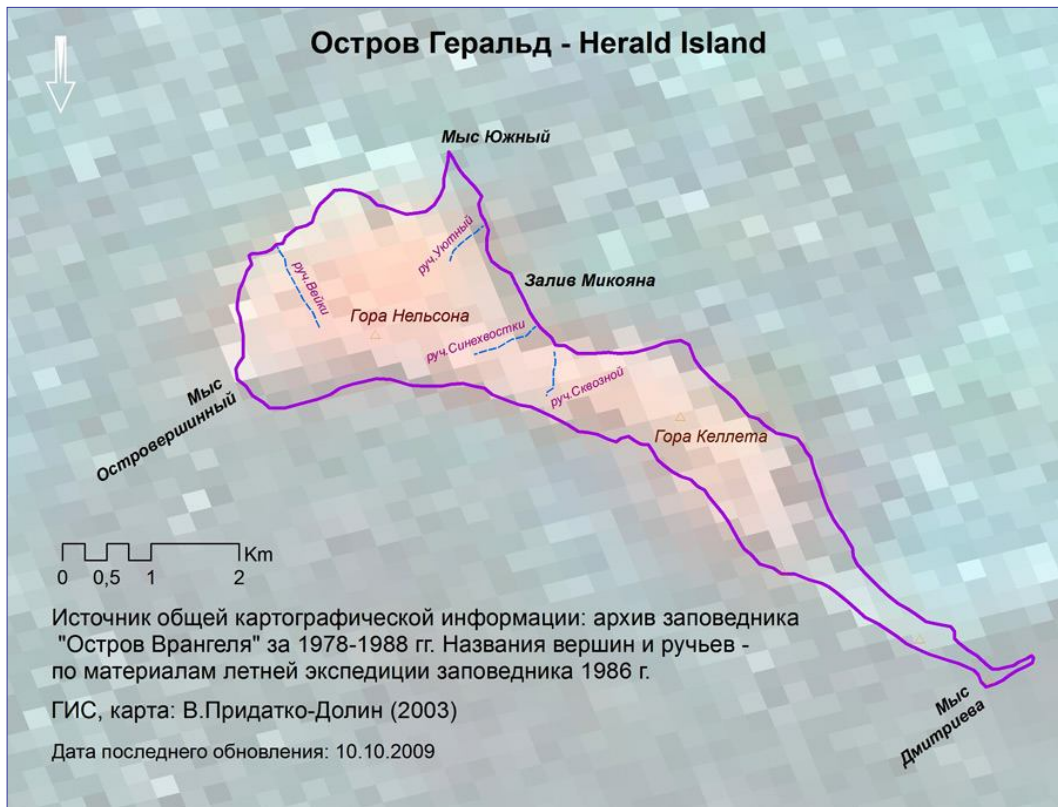 Остров Геральд - Herald Island
Мыс Южный
руч.Уютный
руч.Вейки
Залив Микояна
Гора Нельсона
руч.Синехвостки
руч.Сквозной
Мыс
Островершинный
Гора Келлета
Km
0 0,5 1 2
Источник общей картографической информации: архив заповедника
"Остров Врангеля" за 1978-1988 гг. Названия вершин и ручьев -
по материалам летней экспедиции заповедника 1986 г.
ГИС, карта: В.Придатко-Долин (2003)
Мыс
Дмитриева
Дата последнего обновления: 10.10.2009